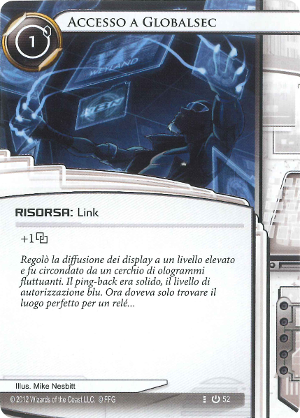 Accesso a Globalsec
1
WEYLAND
RISORSA: Link
+1
Regolò la diffusione dei display a un livello elevato
e fu circondato da un cerchio di ologrammi
fluttuanti. Il ping-back era solido, il livello di
autorizzazione blu. Ora doveva solo trovare il
luogo perfetto per un relé...
Illus. Mike Nesbitt
© 2012 Wizards of the Coast LLC. © FFG
52